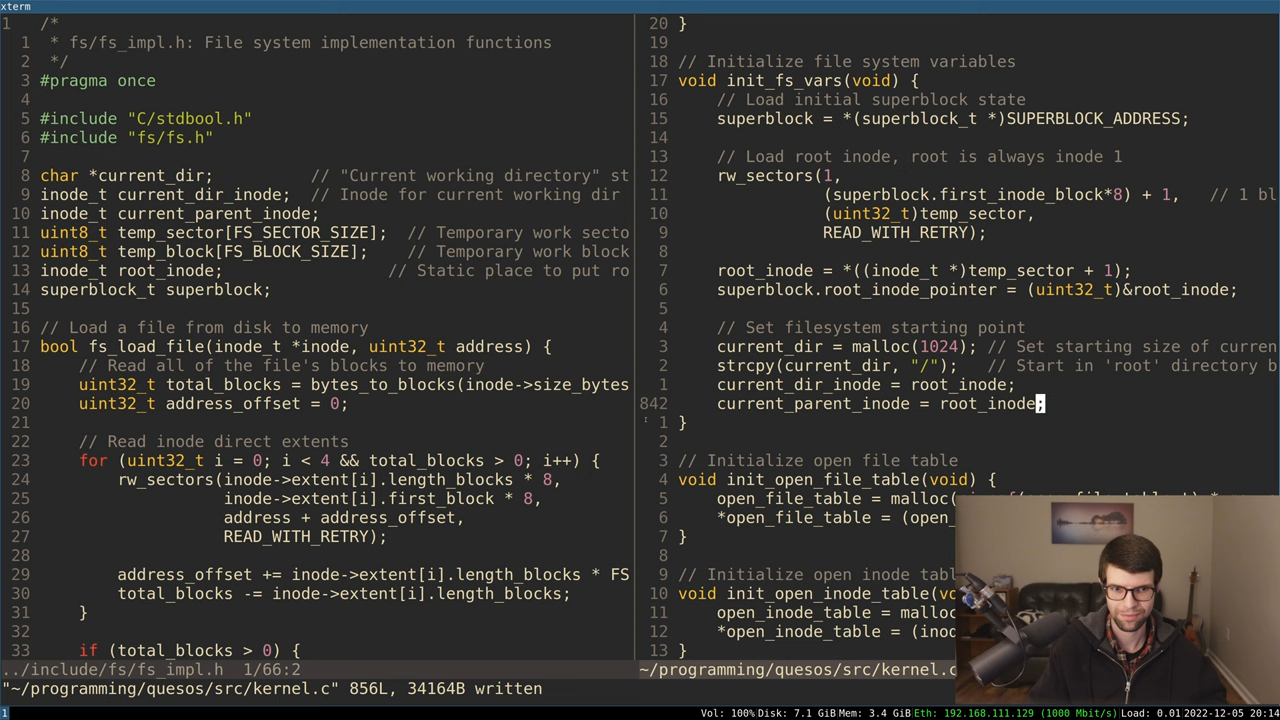 xterm
1 /*
1 * fs/fs_impl.h: File system implementation functions
2 */
3 #pragma once
4
5 #include "C/stdbool.h"
6 #include "fs/fs.h"
7
8 char *current_dir; // "Current working directory" st
9 inode_t current_dir_inode; // Inode for current working dir
10 inode_t current_parent_inode;
11 uint8_t temp_sector[FS_SECTOR_SIZE]; // Temporary work secto
12 uint8_t temp_block[FS_BLOCK_SIZE]; // Temporary work block
13 inode_t root_inode; // Static place to put ro
14 superblock_t superblock;
15
16 // Load a file from disk to memory
17 bool fs_load_file(inode_t *inode, uint32_t address) {
18 // Read all of the file's blocks to memory
19 uint32_t total_blocks = bytes_to_blocks(inode->size_bytes
20 uint32_t address_offset = 0;
21
22 // Read inode direct extents
23 for (uint32_t i = 0; i < 4 && total_blocks > 0; i++) {
24 rw_sectors(inode->extent[i].length_blocks * 8,
25 inode->extent[i].first_block * 8,
26 address + address_offset,
27 READ_WITH_RETRY);
28
29 address_offset += inode->extent[i].length_blocks * FS
30 total_blocks -= inode->extent[i].length_blocks;
31 }
32
33 if (total_blocks > 0) {
../include/fs/fs_impl.h 1/66:2
20 }
19
18 // Initialize file system variables
17 void init_fs_vars(void) {
16 // Load initial superblock state
15 superblock = *(superblock_t *)SUPERBLOCK_ADDRESS;
14
13 // Load root inode, root is always inode 1
12 rw_sectors(1,
11 (superblock.first_inode_block*8) + 1, // 1 bl
10 (uint32_t)temp_sector,
9 READ_WITH_RETRY);
8
7 root_inode = *((inode_t *)temp_sector + 1);
6 superblock.root_inode_pointer = (uint32_t)&root_inode;
5
4 // Set filesystem starting point
3 current_dir = malloc(1024); // Set starting size of curren
2 strcpy(current_dir, "/"); // Start in 'root' directory b
1 current_dir_inode = root_inode;
842 current_parent_inode = root_inode;
1 }
2
3 // Initialize open file table
4 void init_open_file_table(void) {
5 open_file_table = malloc(
6 *open_file_table = (open_
7 }
8
9 // Initialize open inode tabl
10 void init_open_inode_table(vo
11 open_inode_table = malloc
12 *open_inode_table = (inod
13 }
~/programming/quesos/src/kernel.c
"~/programming/quesos/src/kernel.c" 856L, 34164B written
1 Vol: 100% Disk: 7.1 GiB Mem: 3.4 GiB Eth: 192.168.111.129 (1000 Mbit/s) Load: 0.01 2022-12-05 20:14